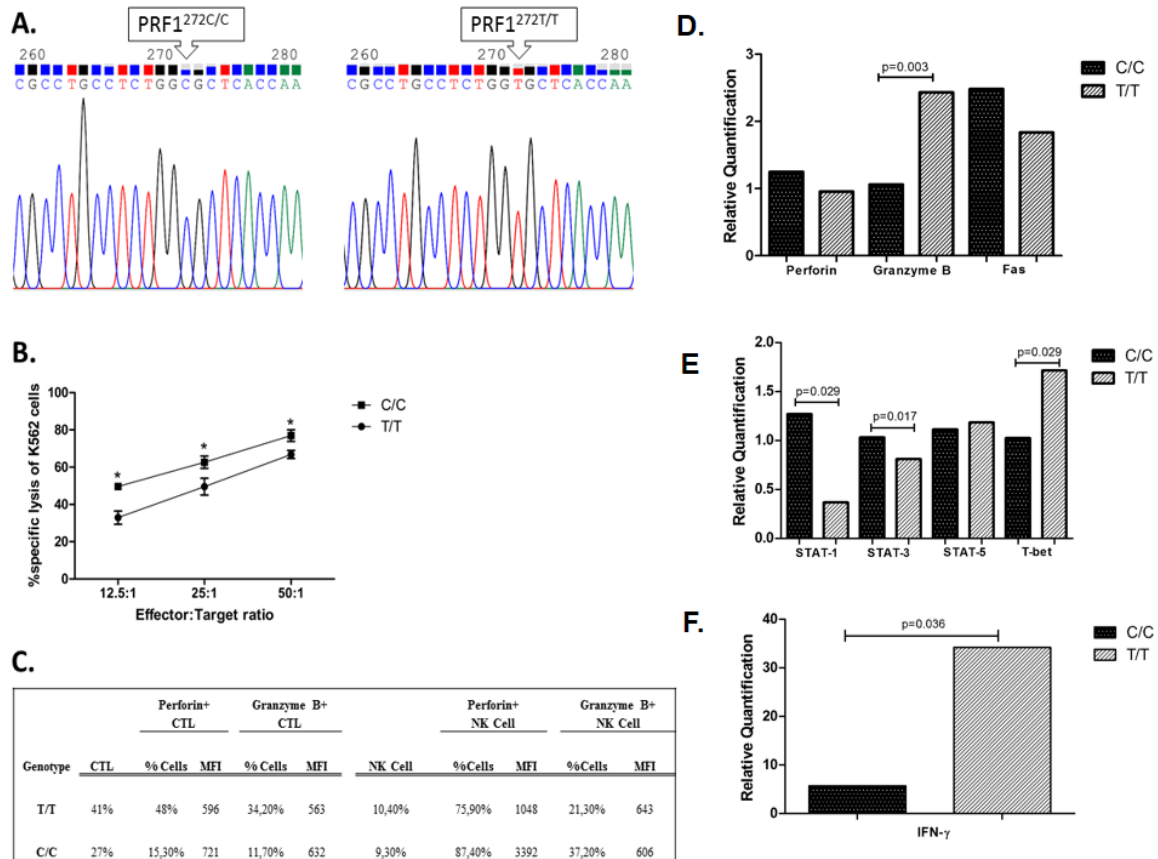 A.
PRF1272C/C
PRF1272T/T
260 270 280
260 270 280
CGCCTGCCTCTGGCGCTCACCAA
CGCCTGCCTCTGGTGCTCACCAA
B.
%specific lysis of K562 cells
100
80
60
40
20
0
* * *
12.5:1 25:1 50:1
Effector:Target ratio
C/C
T/T
C.
Perforin+ CTL Granzyme B+ CTL Perforin+ NK Cell Granzyme B+ NK Cell
Genotype CTL % Cells MFI % Cells MFI NK Cell %Cells MFI %Cells MFI
T/T 41% 48% 596 34,20% 563 10,40% 75,90% 1048 21,30% 643
C/C 27% 15,30% 721 11,70% 632 9,30% 87,40% 3392 37,20% 606
D.
Relative Quantification
3
2
1
0
p=0.003
Perforin Granzyme B Fas
C/C
T/T
E
Relative Quantification
2.0
1.5
1.0
0.5
0.0
p=0.029
p=0.017
p=0.029
STAT-1 STAT-3 STAT-5 T-bet
C/C
T/T
F.
Relative Quantification
40
30
20
10
0
p=0.036
IFN-γ
C/C
T/T